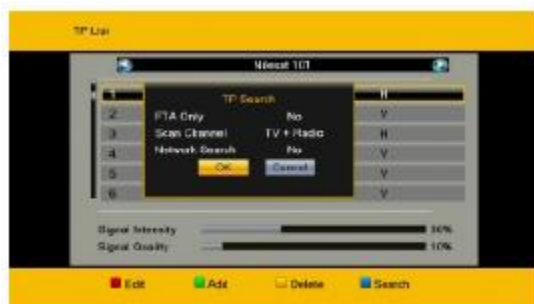 TP List
Nilesat 101
TP Search
FTA Only No
Scan Channel TV + Radio
Network Search No
OK Cancel
1 H
2 V
3 H
4 V
5 V
6 V
Signal Intensity
Signal Quality 10%
Edit Add Delete Search